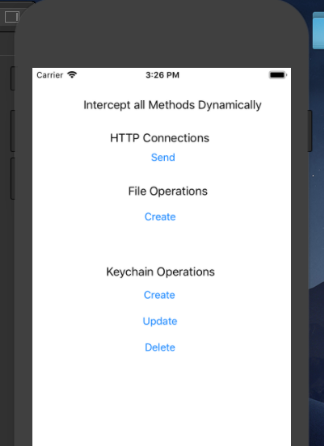 Carrier 3:26 PM
Intercept all Methods Dynamically
HTTP Connections
Send
File Operations
Create
Keychain Operations
Create
Update
Delete